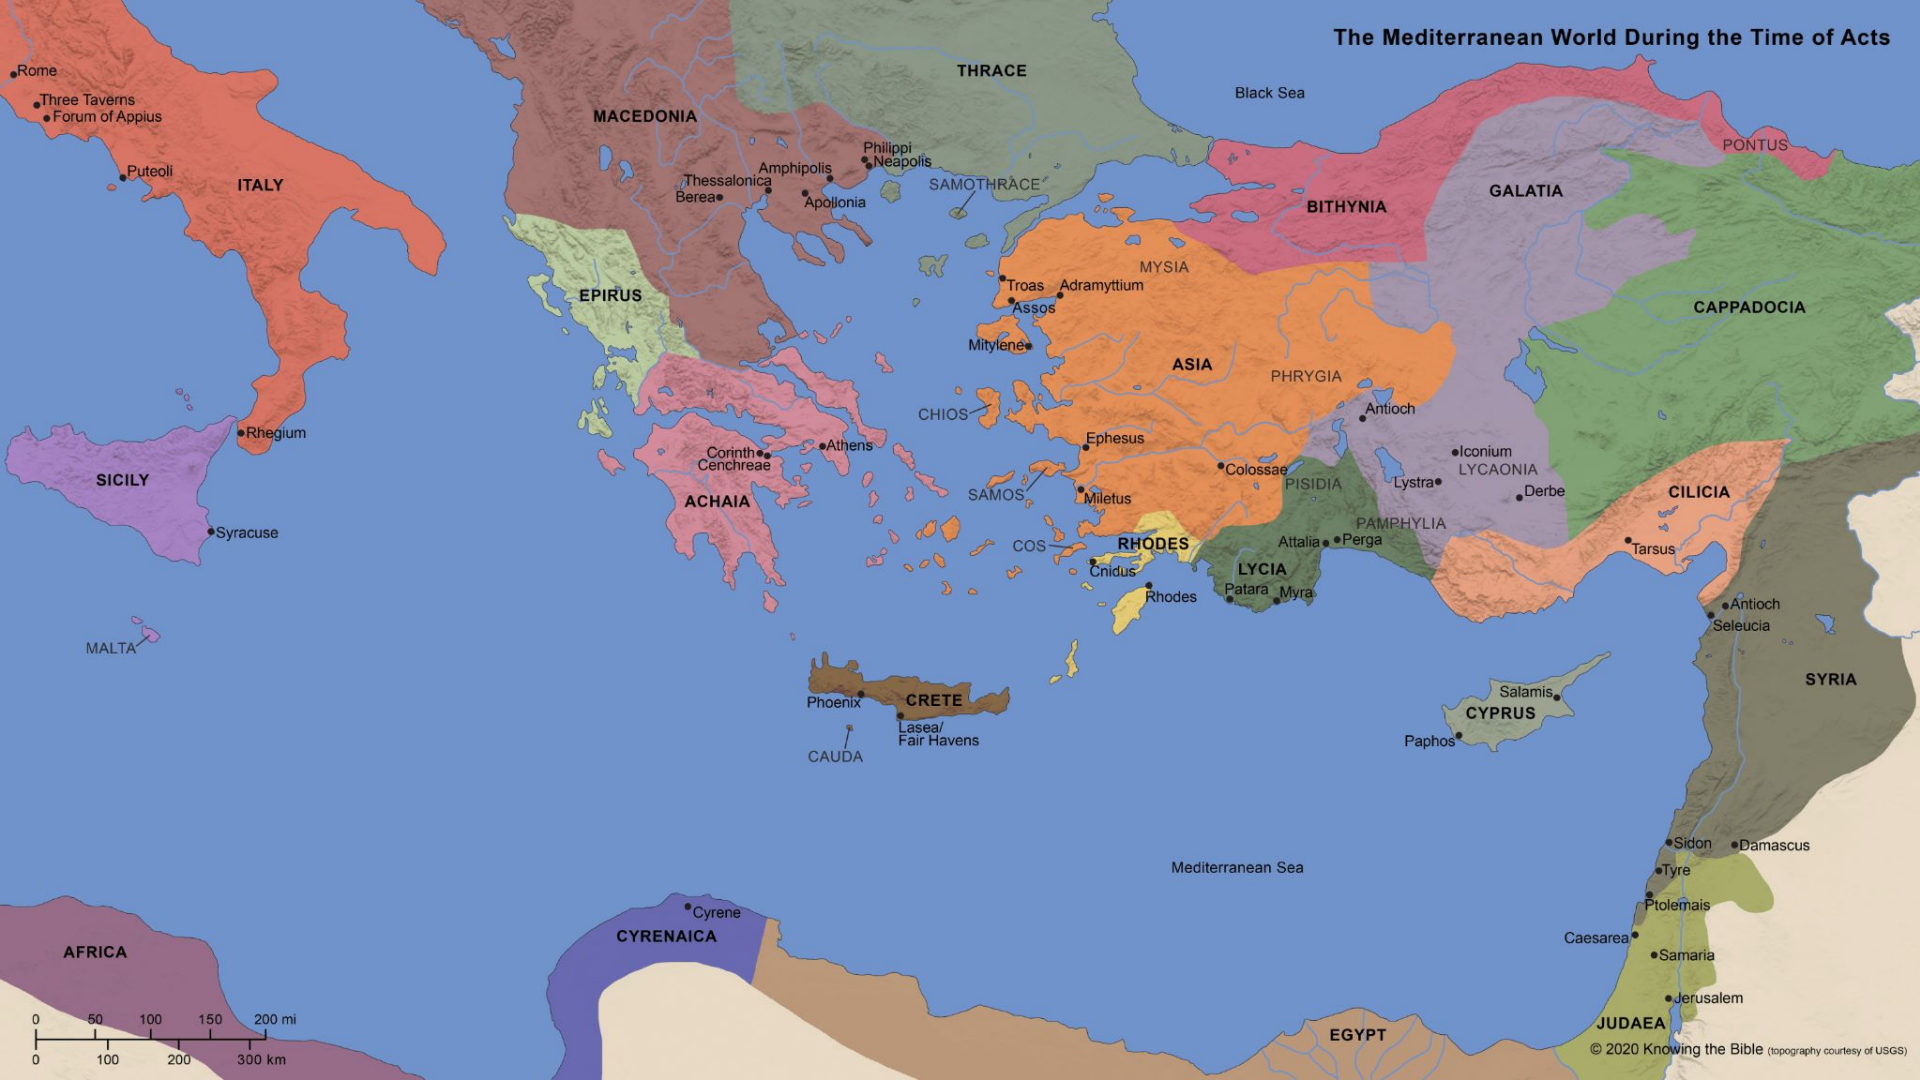 The Mediterranean World During the Time of Acts
Rome
Three Taverns
Forum of Appius
Puteoli
ITALY
Rhegium
SICILY
Syracuse
MALTA
MACEDONIA
THRACE
Black Sea
Philippi
Neapolis
Amphipolis
Thessalonica
Berea
Apollonia
SAMOTHRACE
EPIRUS
BITHYNIA
PONTUS
GALATIA
CAPPADOCIA
MYSIA
Troas
Adramyttium
Assos
Mitylene
ASIA
PHRYGIA
CHIOS
Antioch
Ephesus
Corinth
Cenchreae
Athens
ACHAIA
Iconium
LYCAONIA
Colossae
PISIDIA
Lystra
Derbe
CILICIA
SAMOS
Miletus
PAMPHYLIA
COS
RHODES
Attalia
Perga
Tarsus
Cnidus
LYCIA
Patara
Myra
Rhodes
Antioch
Seleucia
SYRIA
Phoenix
CRETE
Lasea/
Fair Havens
CAUDA
Salamis
CYPRUS
Paphos
Mediterranean Sea
Sidon
Damascus
Tyre
Ptolemais
Caesarea
Samaria
Jerusalem
JUDAEA
Cyrene
CYRENAICA
AFRICA
EGYPT
0 50 100 150 200 mi
0 100 200 300 km
© 2020 Knowing the Bible (topography courtesy of USGS)